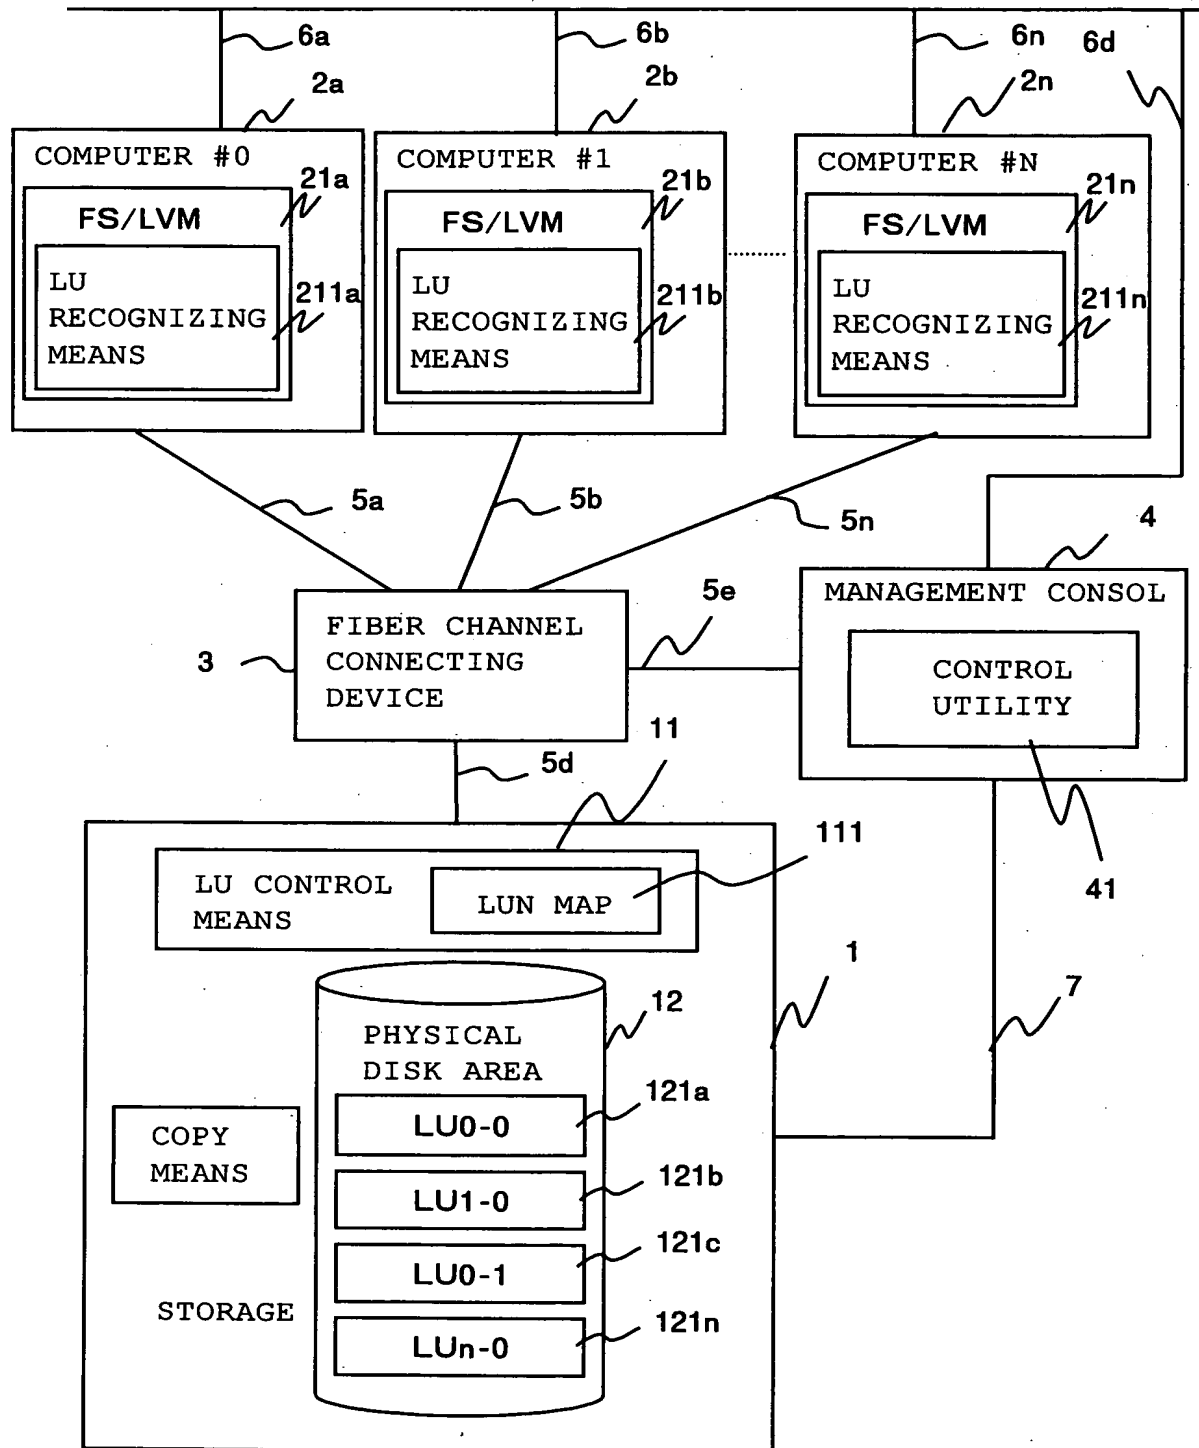 6a
6b
6n
6d
2a
2b
2n
COMPUTER #0
21a
FS/LVM
LU
RECOGNIZING
MEANS
211a
COMPUTER #1
21b
FS/LVM
LU
RECOGNIZING
MEANS
211b
COMPUTER #N
21n
FS/LVM
LU
RECOGNIZING
MEANS
211n
5a
5b
5n
4
MANAGEMENT CONSOL
CONTROL
UTILITY
41
5e
3
FIBER CHANNEL
CONNECTING
DEVICE
5d
11
111
LU CONTROL
MEANS
LUN MAP
1
7
12
PHYSICAL
DISK AREA
121a
LU0-0
COPY
MEANS
121b
LU1-0
121c
LU0-1
STORAGE
121n
LUn-0